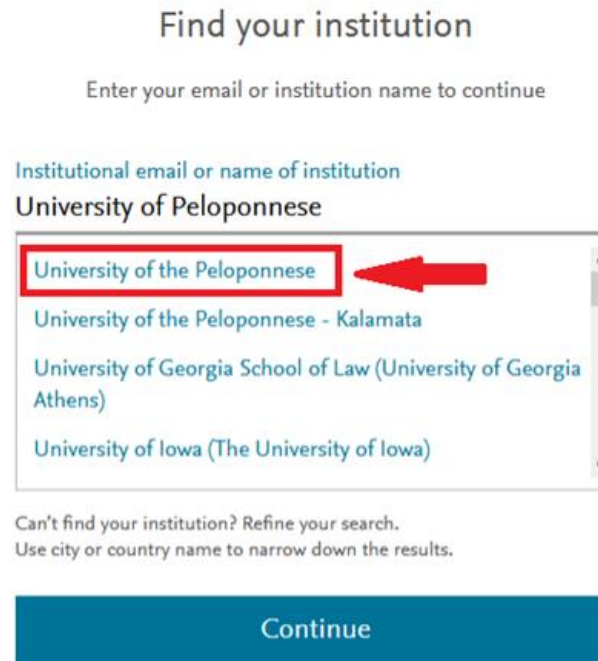 Find your institution
Enter your email or institution name to continue
Institutional email or name of institution
University of Peloponnese
University of the Peloponnese
University of the Peloponnese - Kalamata
University of Georgia School of Law (University of Georgia
Athens)
University of Iowa (The University of Iowa)
Can't find your institution? Refine your search.
Use city or country name to narrow down the results.
Continue